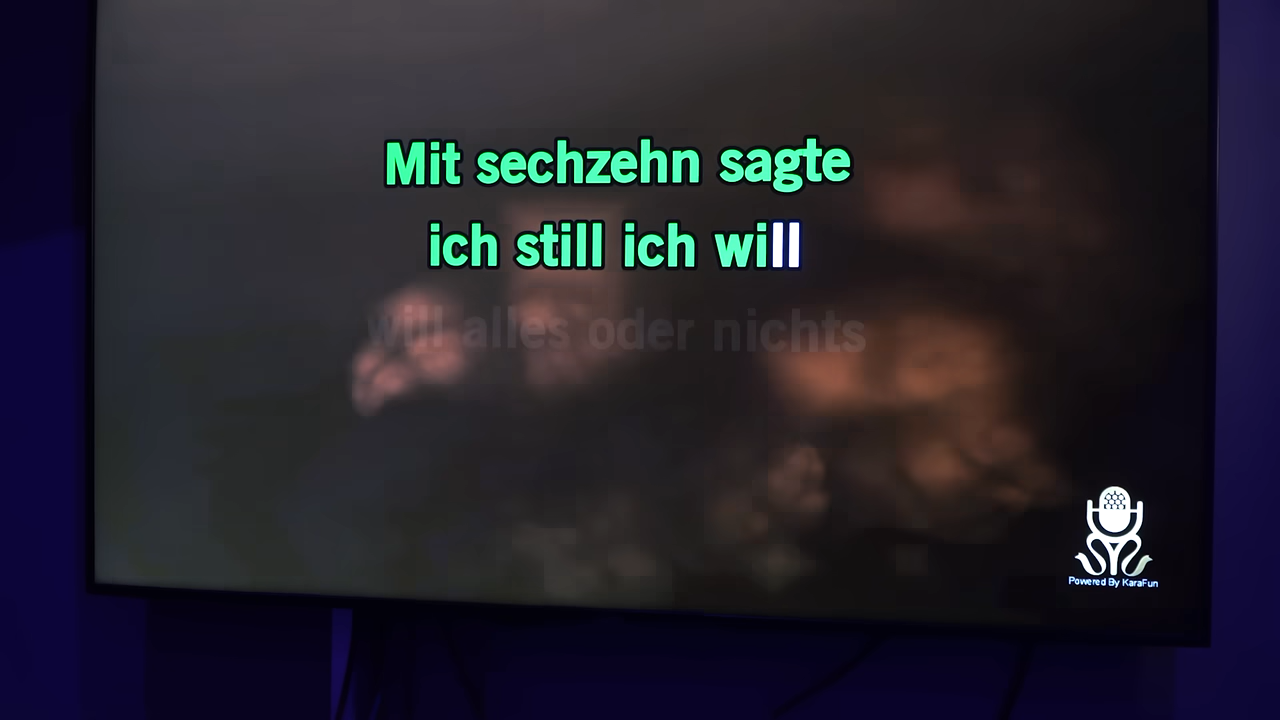 Mit sechzehn sagte
ich still ich will
will alles oder nichts
Powered By KaraFun